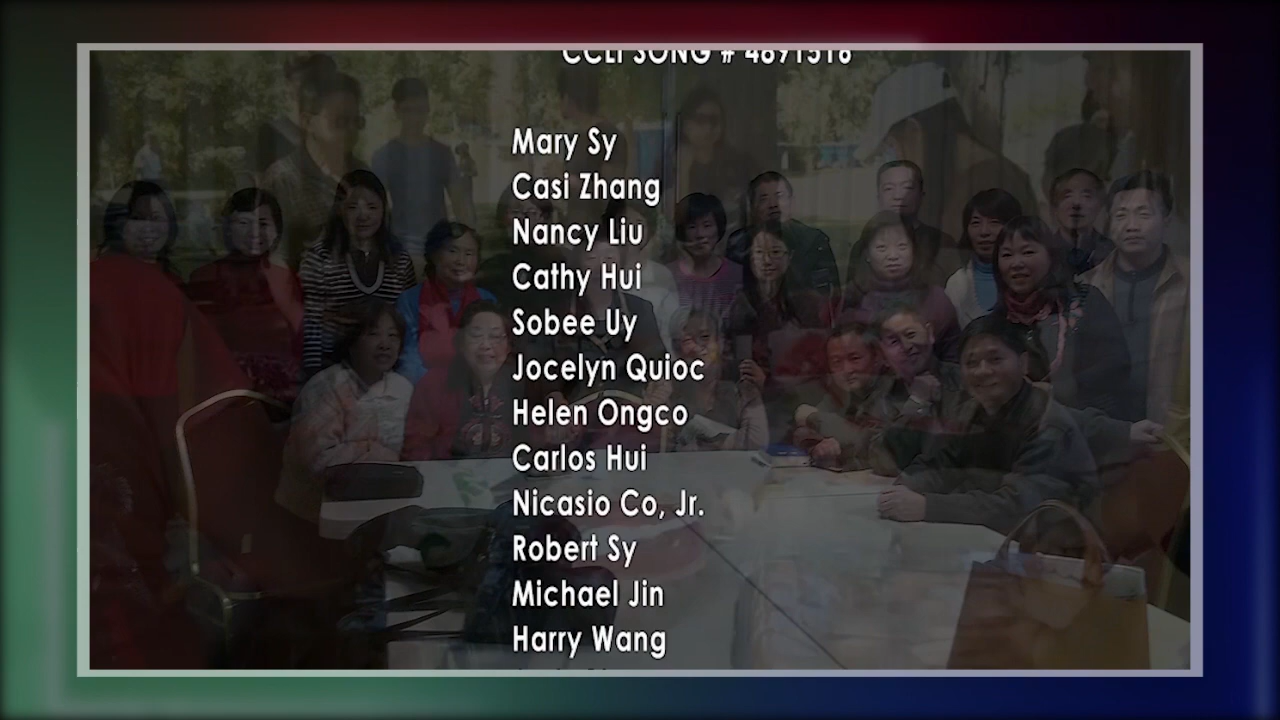 CCLI SONG # 4891518
Mary Sy
Casi Zhang
Nancy Liu
Cathy Hui
Sobee Uy
Jocelyn Quioc
Helen Ongco
Carlos Hui
Nicasio Co, Jr.
Robert Sy
Michael Jin
Harry Wang